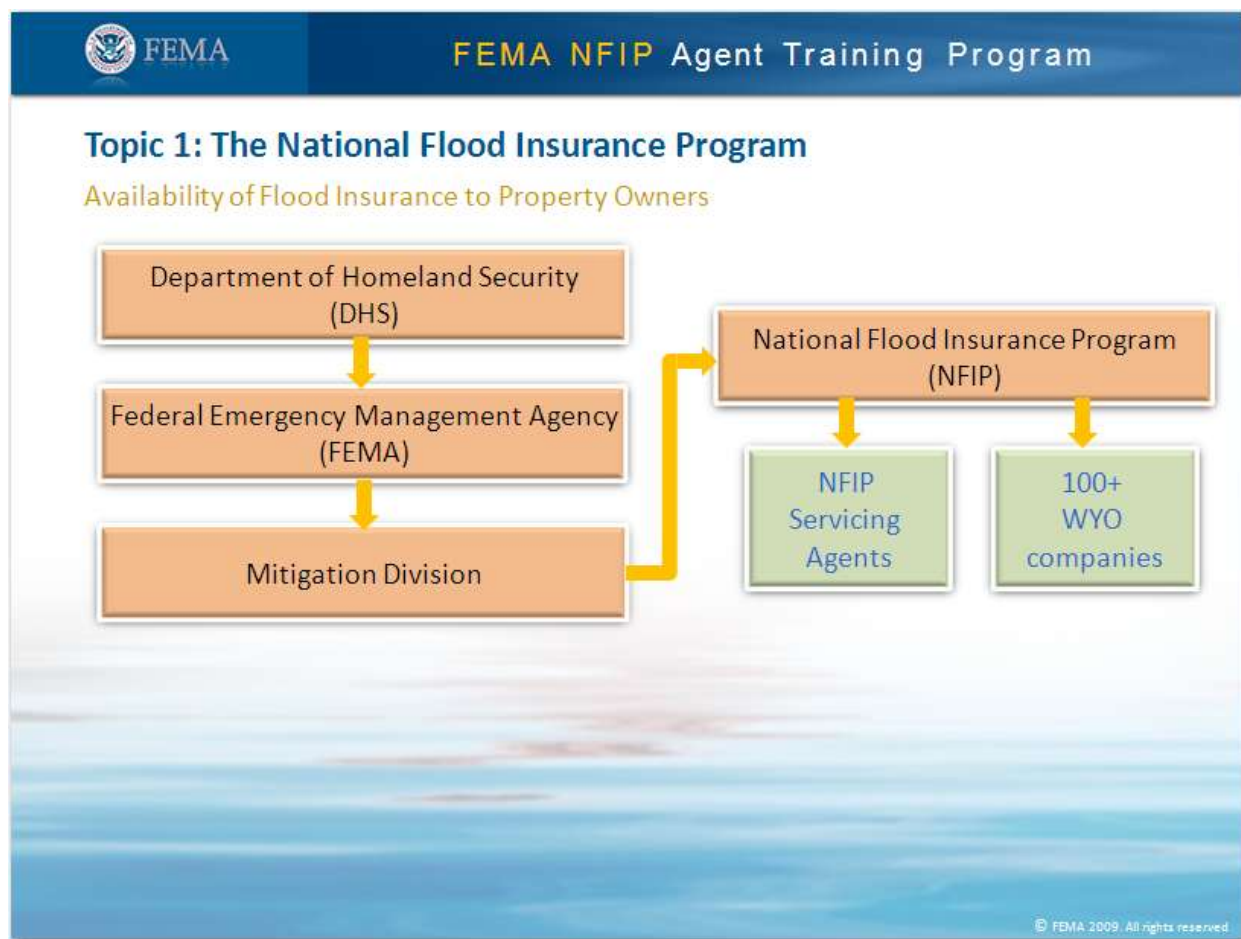 FEMA
FEMA NFIP Agent Training Program
Topic 1: The National Flood Insurance Program
Availability of Flood Insurance to Property Owners
Department of Homeland Security
(DHS)
Federal Emergency Management Agency
(FEMA)
Mitigation Division
National Flood Insurance Program
(NFIP)
NFIP
Servicing
Agents
100+
WYO
companies
© FEMA 2009. All rights reserved